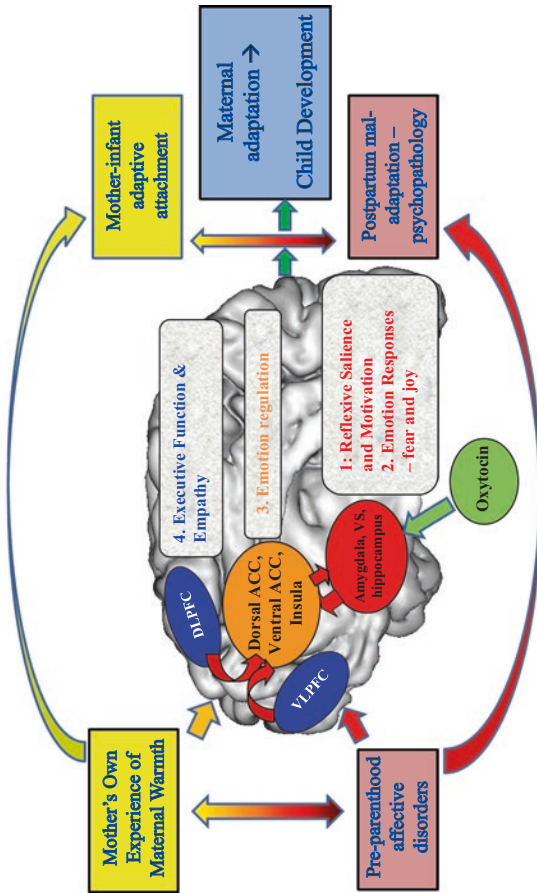 Mother's Own
Experience of
Maternal Warmth
Pre-parenthood
affective
disorders
DLPFC
VLPFC
Dorsal ACC,
Ventral ACC,
Insula
Amygdala, VS,
hippocampus
Oxytocin
4. Executive Function &
Empathy
3. Emotion regulation
1: Reflexive Salience
and Motivation
2. Emotion Responses
– fear and joy
Mother-infant
adaptive
attachment
Maternal
adaptation →
Child Development
Postpartum mal-
adaptation –
psychopathology